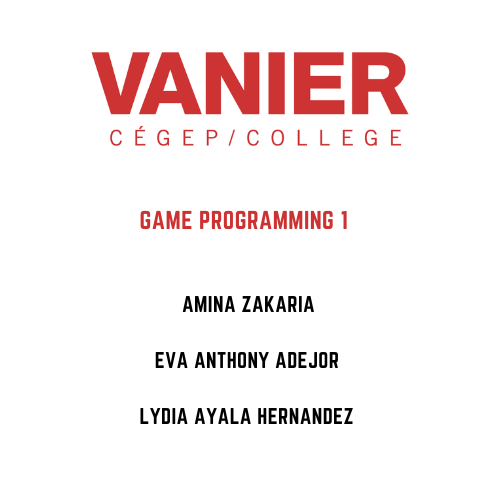 VANIER
CÉGEP/COLLEGE
GAME PROGRAMMING 1
AMINA ZAKARIA
EVA ANTHONY ADEJOR
LYDIA AYALA HERNANDEZ